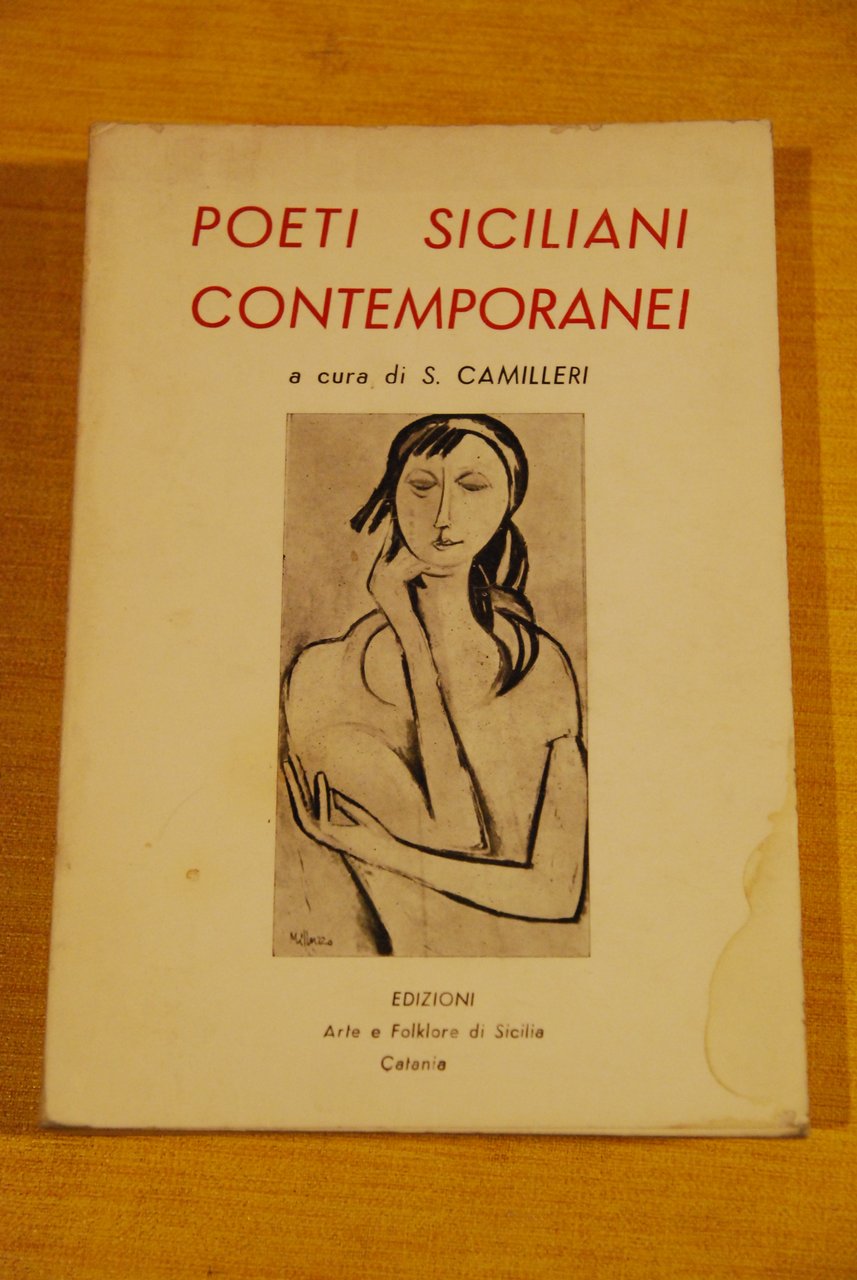 POETI SICILIANI
CONTEMPORANEI
a cura di S. CAMILLERI
EDIZIONI
Arte e Folklore di Sicilia
Catania